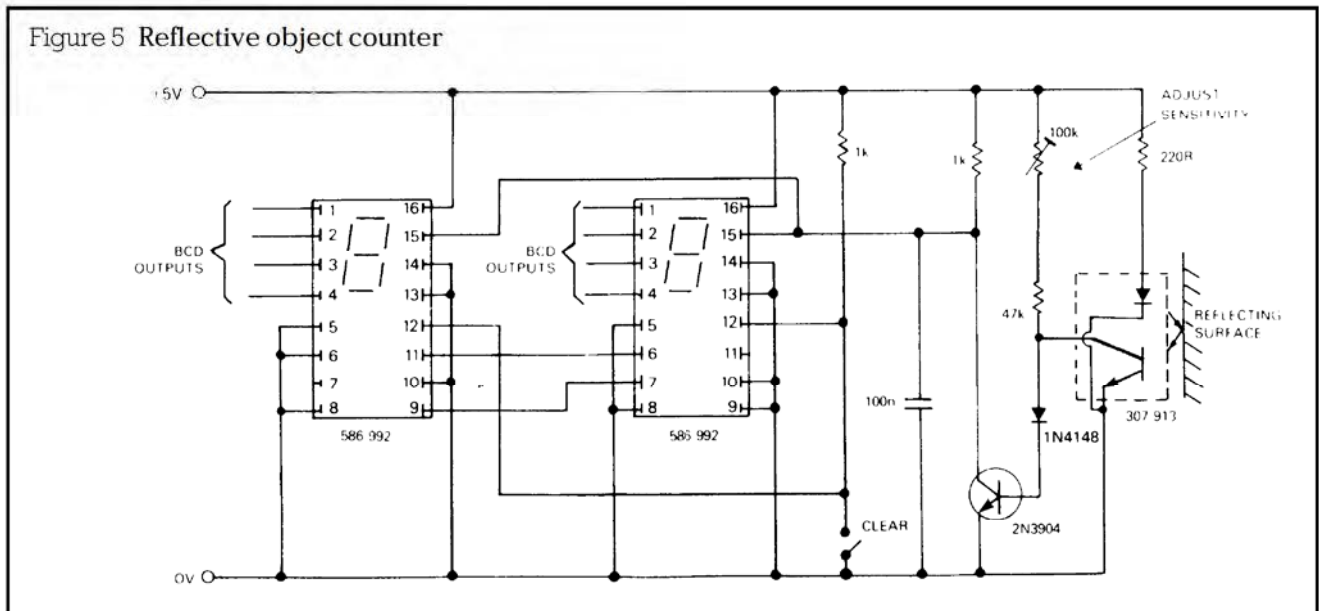 Figure 5 Reflective object counter
+5V
ADJUST
SENSITIVITY
1k
1k
100k
220R
BCD
OUTPUTS
1
2
3
4
5
6
7
8
16
15
14
13
12
11
10
9
586 992
BCD
OUTPUTS
1
2
3
4
5
6
7
8
16
15
14
13
12
11
10
9
586 992
47k
REFLECTING
SURFACE
100n
307 913
1N4148
2N3904
CLEAR
0V